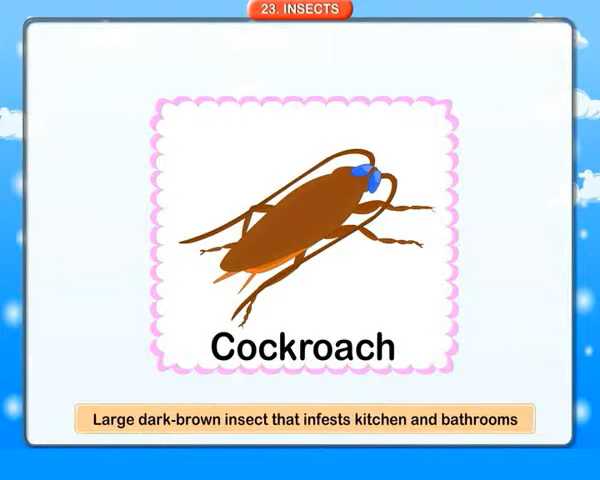 23. INSECTS
Cockroach
Large dark-brown insect that infests kitchen and bathrooms